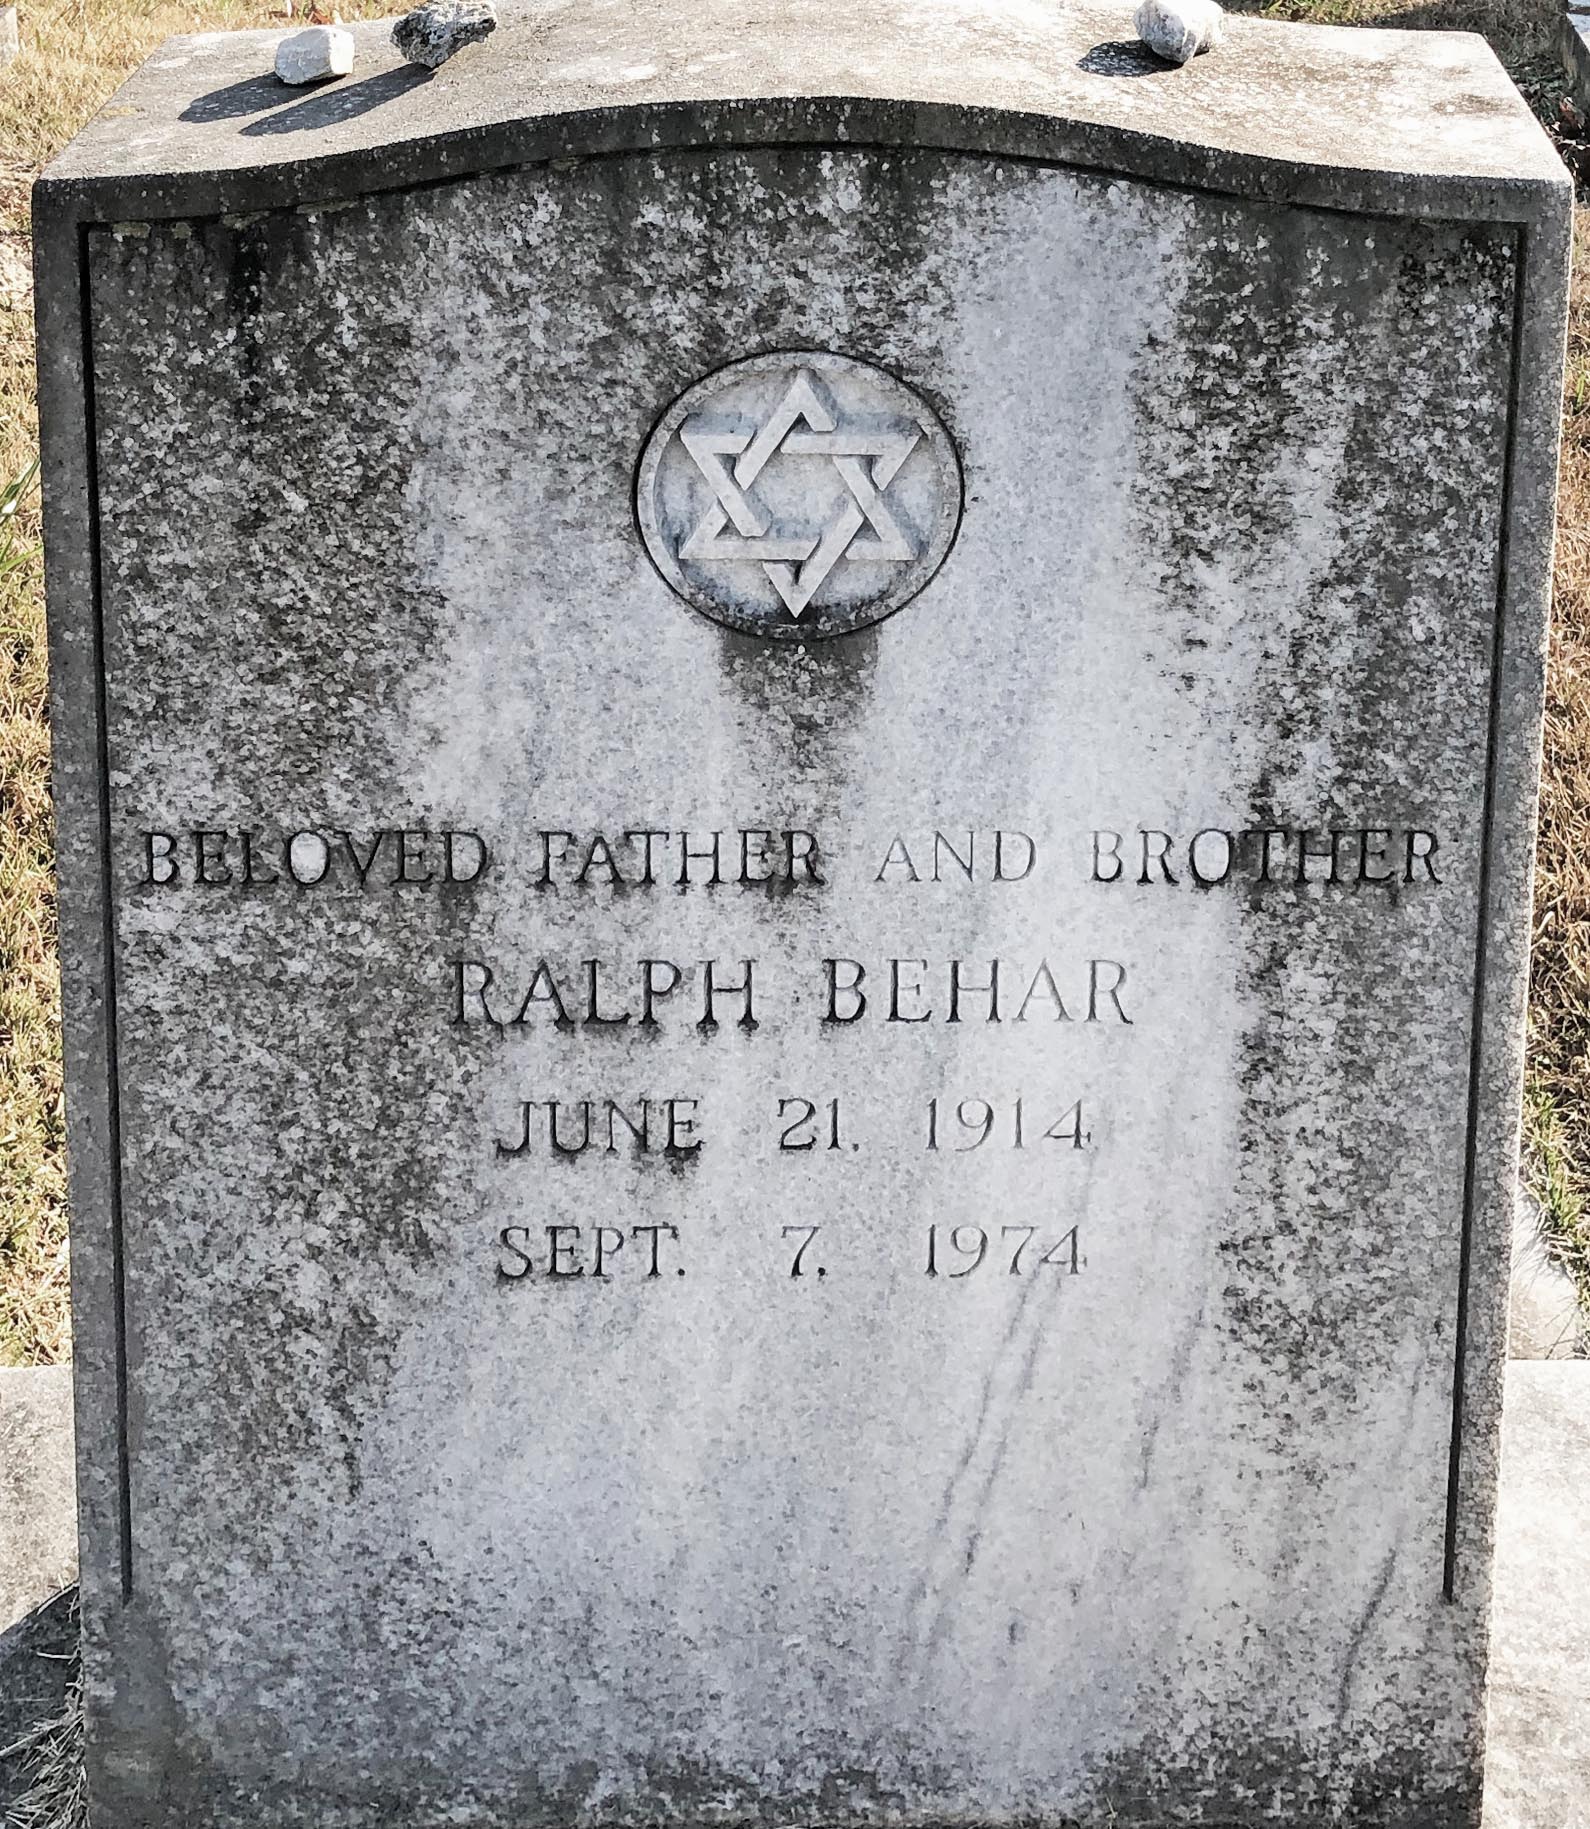 BELOVED FATHER AND BROTHER
RALPH BEHAR
JUNE 21. 1914
SEPT. 7. 1974